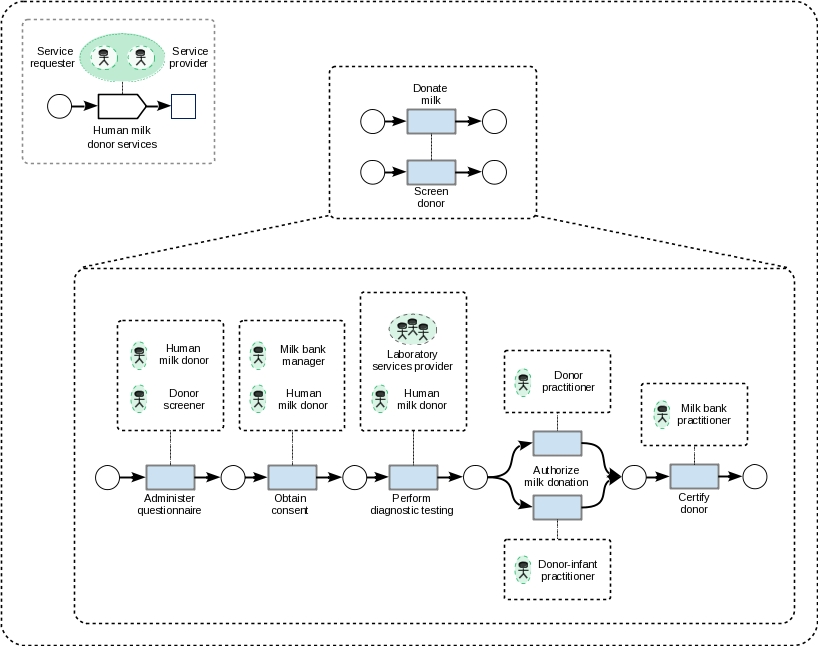 Service
requester
Service
provider
Human milk
donor services
Donate
milk
Screen
donor
Human
milk donor
Donor
screener
Administer
questionnaire
Milk bank
manager
Human
milk donor
Obtain
consent
Laboratory
services provider
Human
milk donor
Perform
diagnostic testing
Donor
practitioner
Authorize
milk donation
Donor-infant
practitioner
Milk bank
practitioner
Certify
donor